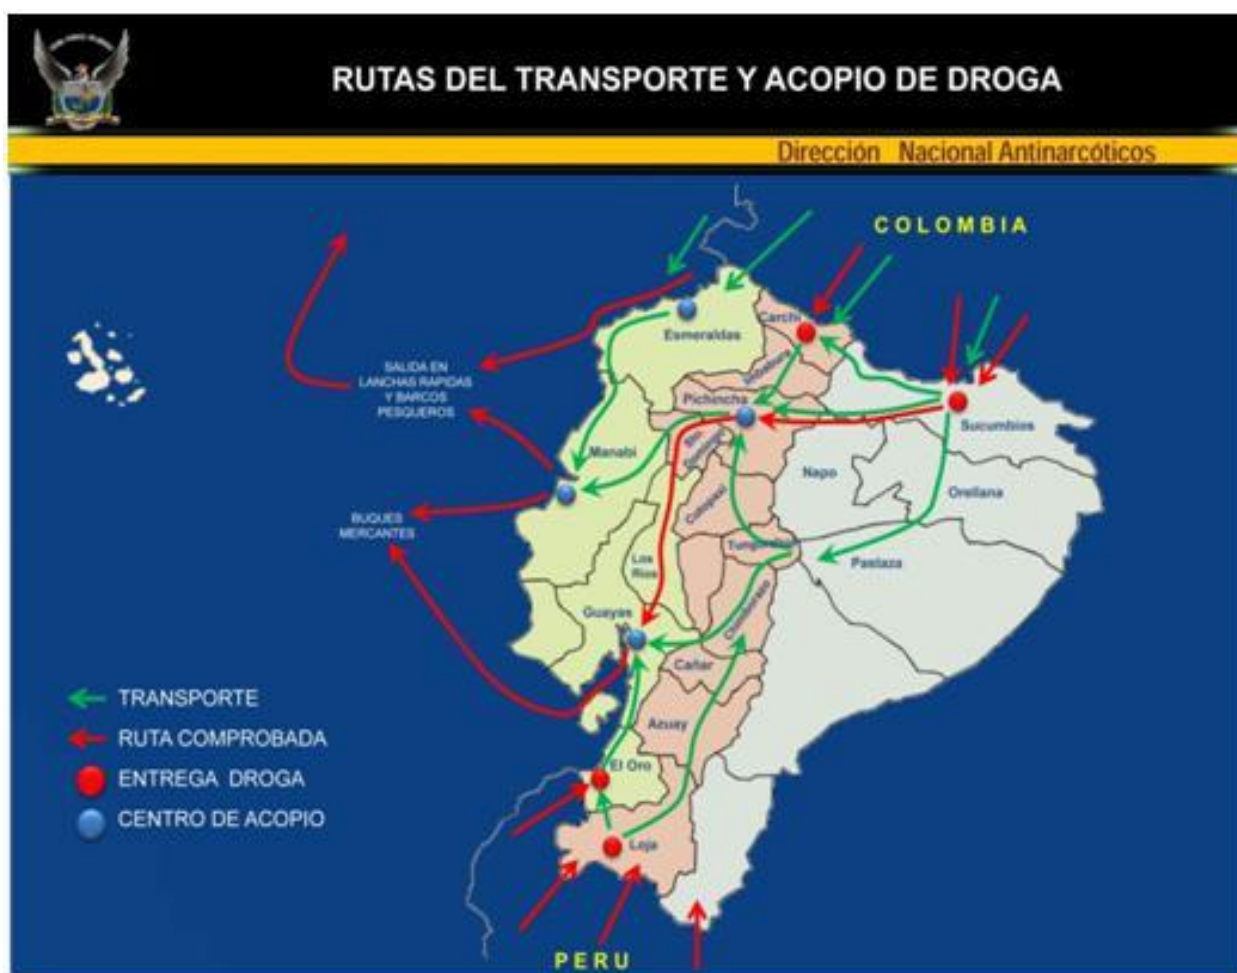 RUTAS DEL TRANSPORTE Y ACOPIO DE DROGA
Dirección Nacional Antinarcóticos
COLOMBIA
Carchi
Esmeraldas
Imbabura
SALIDA EN
LANCHAS RAPIDAS
Y BARCOS
PESQUEROS
Pichincha
Sucumbios
Sto
Domingo
Manabi
Napo
Orellana
Cotopaxi
BUQUES
MERCANTES
Los
Rios
Pastaza
Guayas
Chimborazo
Cañar
TRANSPORTE
Azuay
RUTA COMPROBADA
El Oro
ENTREGA DROGA
CENTRO DE ACOPIO
Loja
PERU